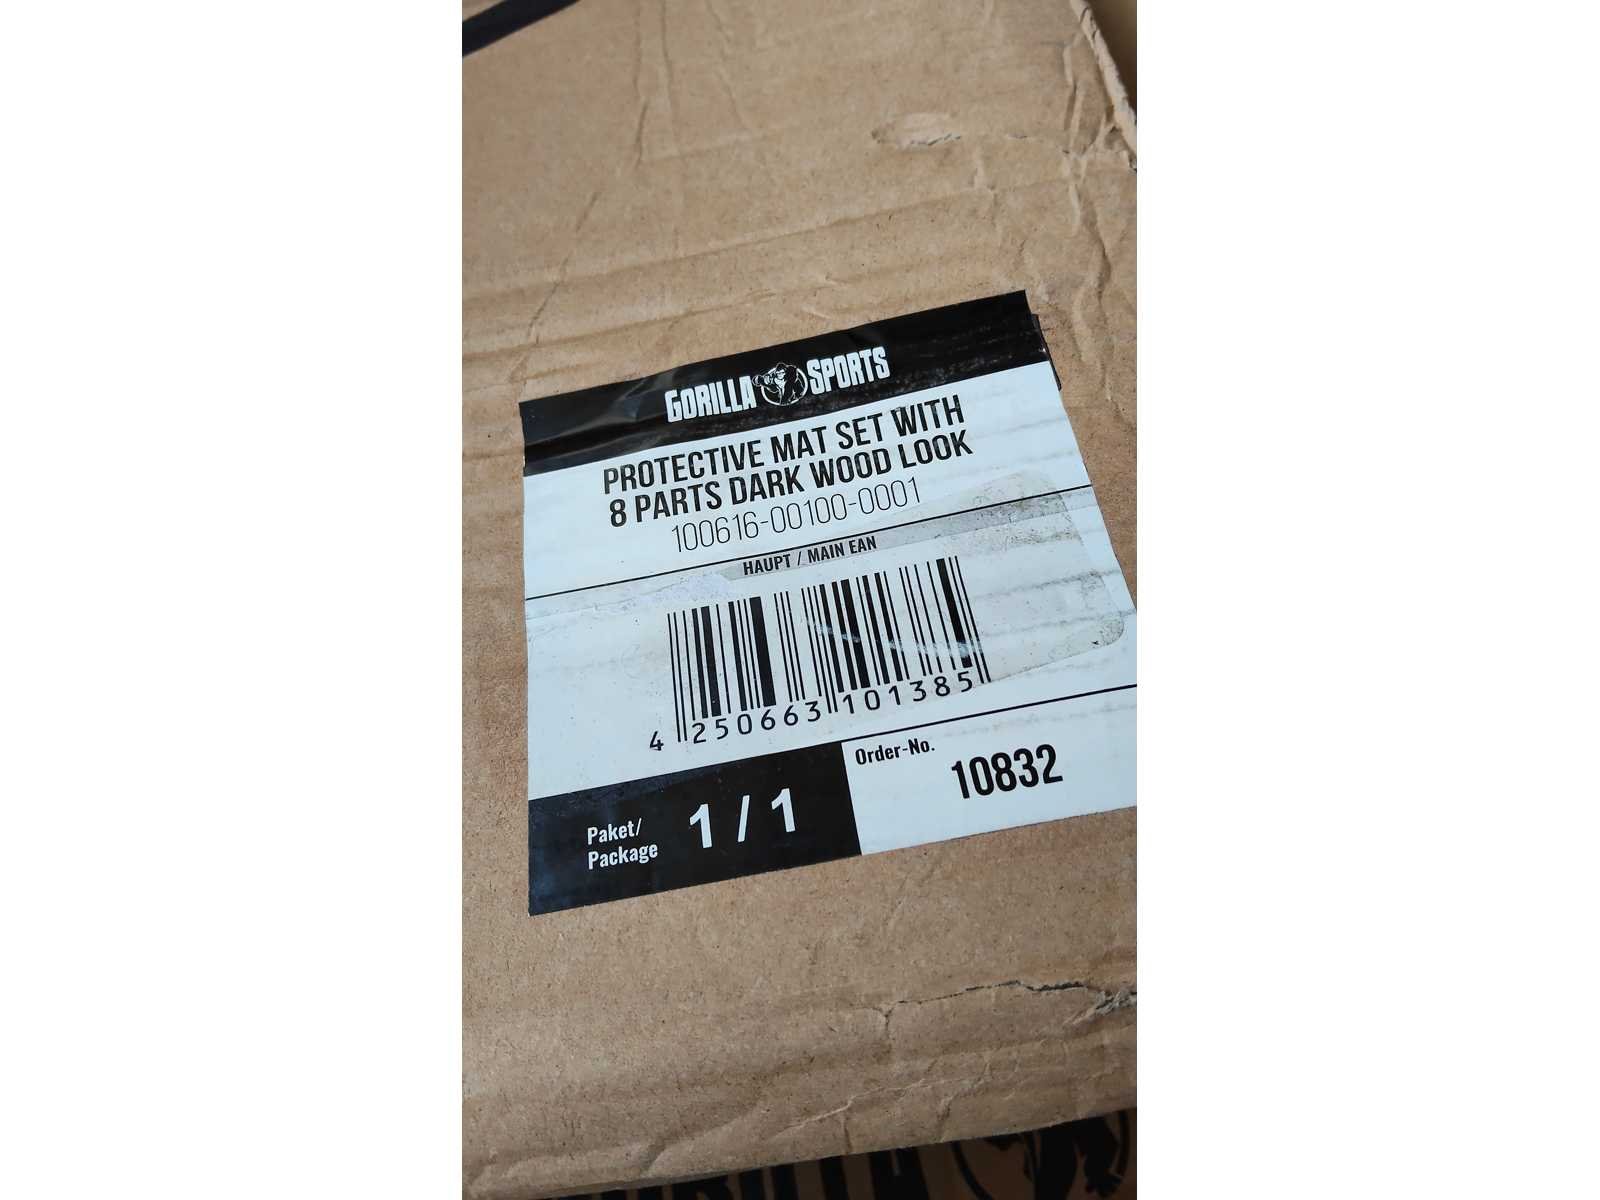 GORILLA SPORTS
PROTECTIVE MAT SET WITH
8 PARTS DARK WOOD LOOK
100616-00100-0001
HAUPT / MAIN EAN
4 250663 101385
Paket/
Package
1 / 1
Order-No.
10832